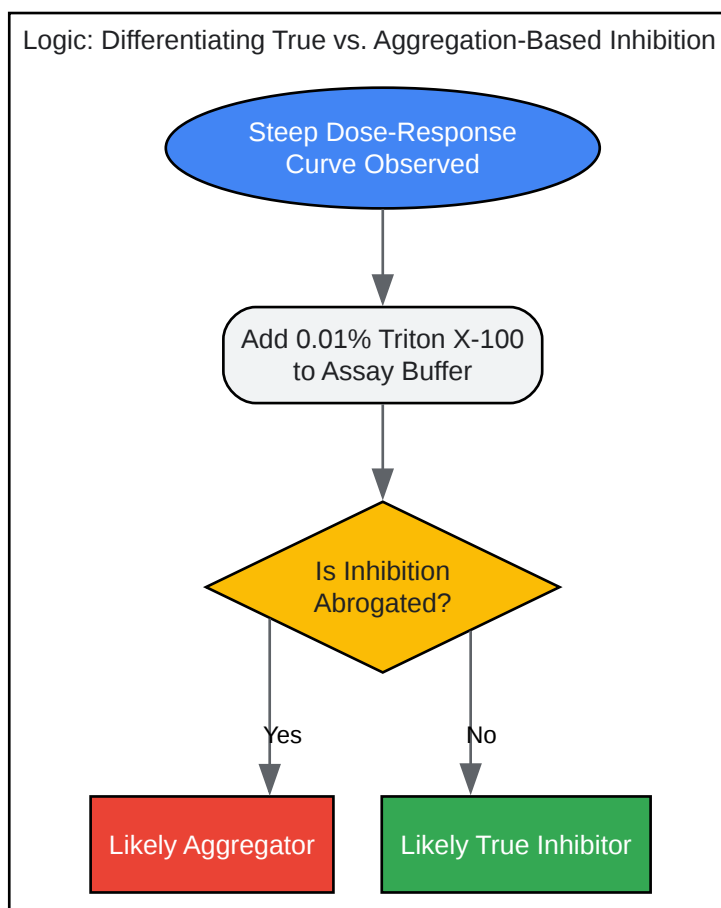 Logic: Differentiating True vs. Aggregation-Based Inhibition
Steep Dose-Response
Curve Observed
Add 0.01% Triton X-100
to Assay Buffer
Is Inhibition
Abrogated?
Yes
No
Likely Aggregator
Likely True Inhibitor